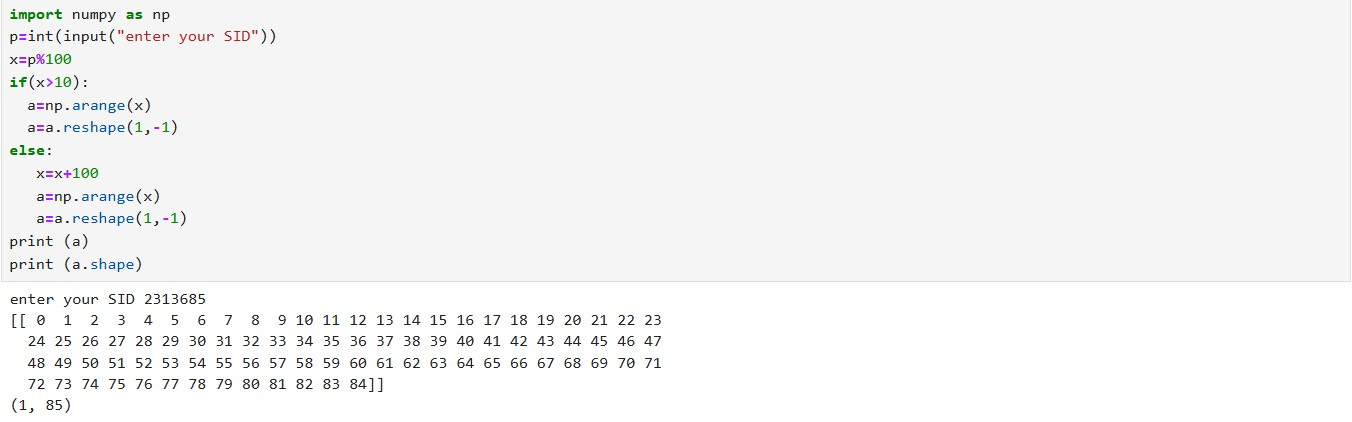 import numpy as np
p=int(input("enter your SID"))
x=p%100
if(x>10):
  a=np.arange(x)
  a=a.reshape(1,-1)
else:
   x=x+100
   a=np.arange(x)
   a=a.reshape(1,-1)
print (a)
print (a.shape)
enter your SID 2313685
[[ 0  1  2  3  4  5  6  7  8  9 10 11 12 13 14 15 16 17 18 19 20 21 22 23
  24 25 26 27 28 29 30 31 32 33 34 35 36 37 38 39 40 41 42 43 44 45 46 47
  48 49 50 51 52 53 54 55 56 57 58 59 60 61 62 63 64 65 66 67 68 69 70 71
  72 73 74 75 76 77 78 79 80 81 82 83 84]]
(1, 85)